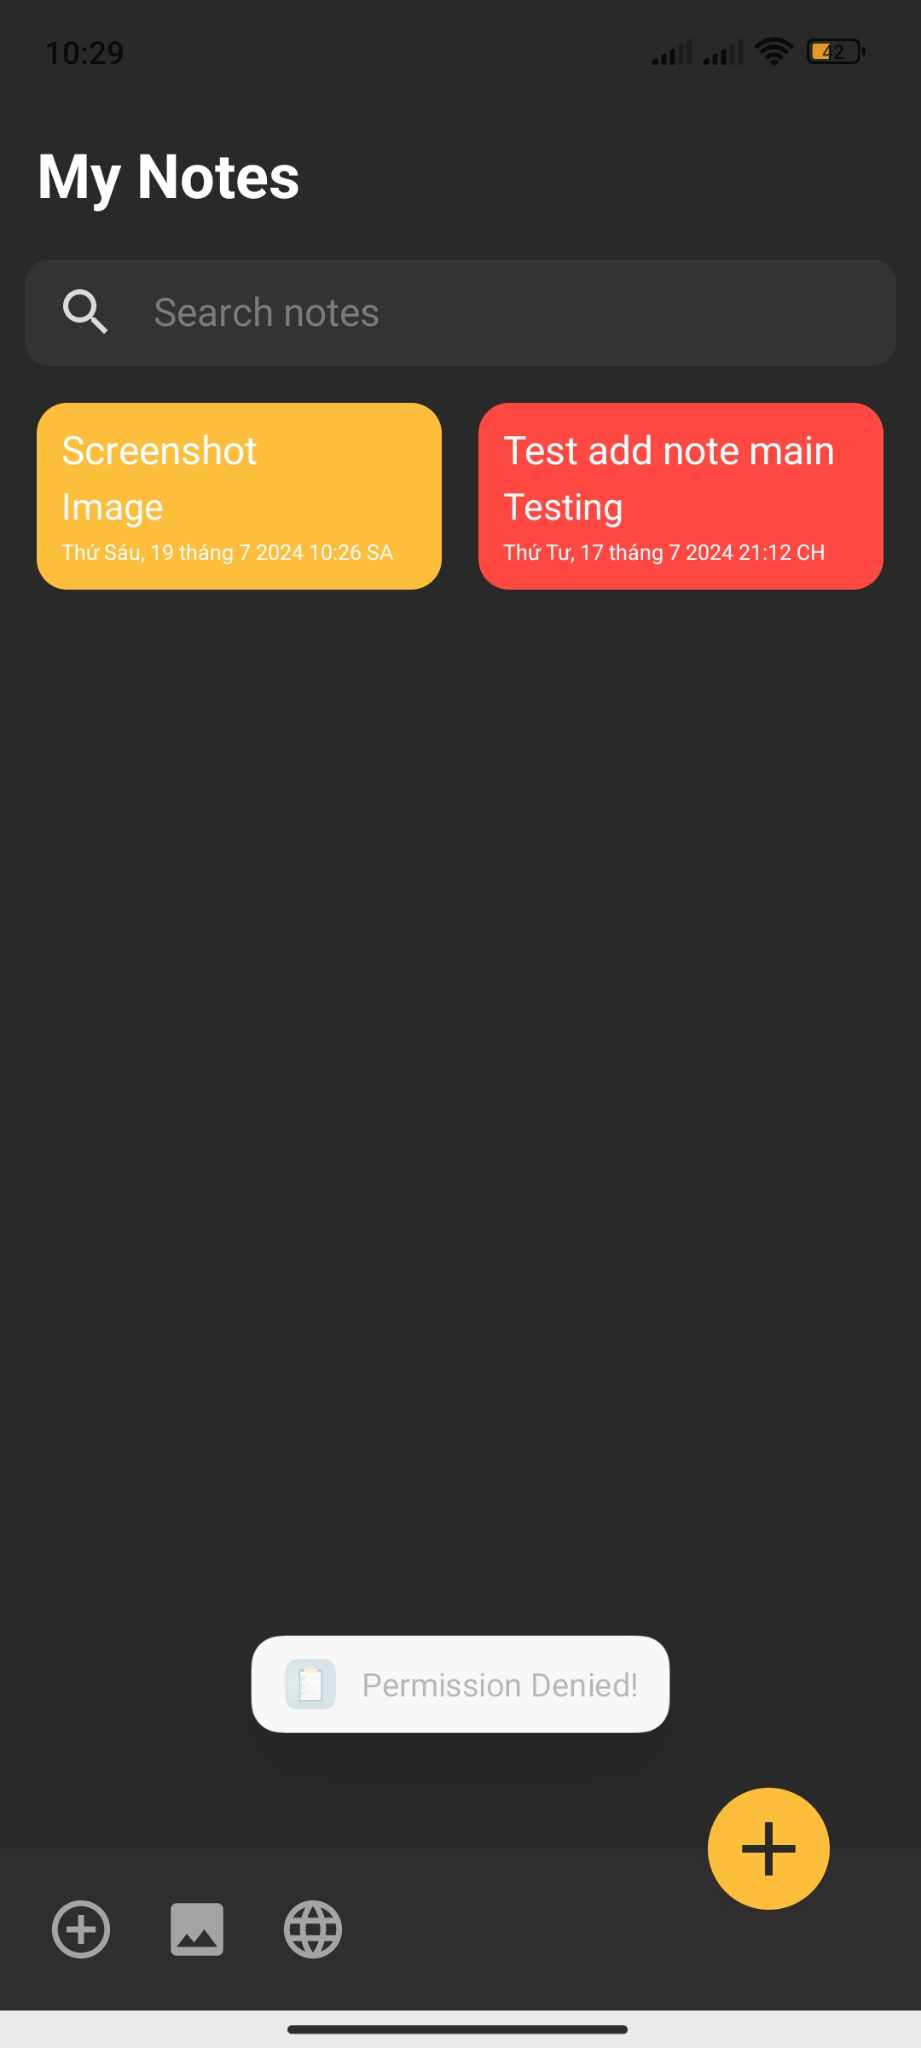 10:29
42
My Notes
Search notes
Screenshot
Image
Thứ Sáu, 19 tháng 7 2024 10:26 SA
Test add note main
Testing
Thứ Tư, 17 tháng 7 2024 21:12 CH
Permission Denied!